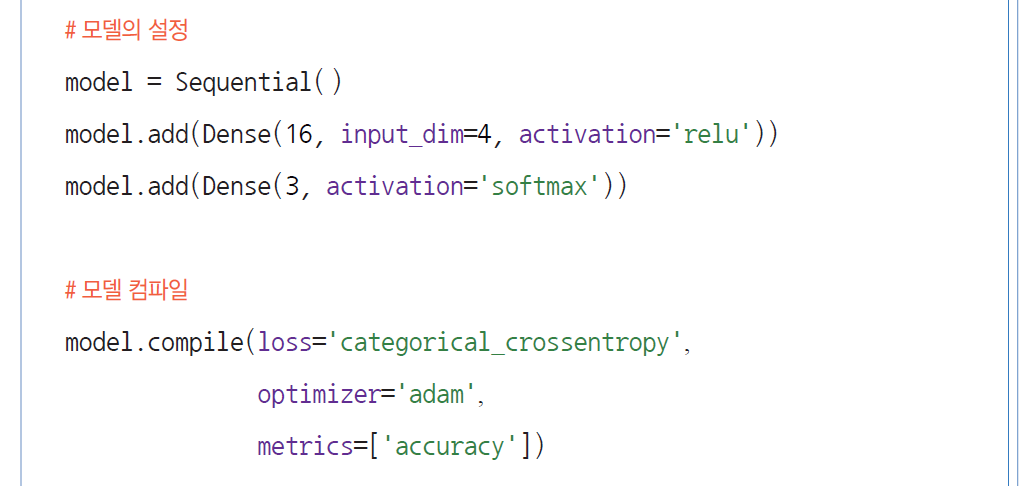 # 모델의 설정
model = Sequential()
model.add(Dense(16, input_dim=4, activation='relu'))
model.add(Dense(3, activation='softmax'))
# 모델 컴파일
model.compile(loss='categorical_crossentropy',
optimizer='adam',
metrics=['accuracy'])